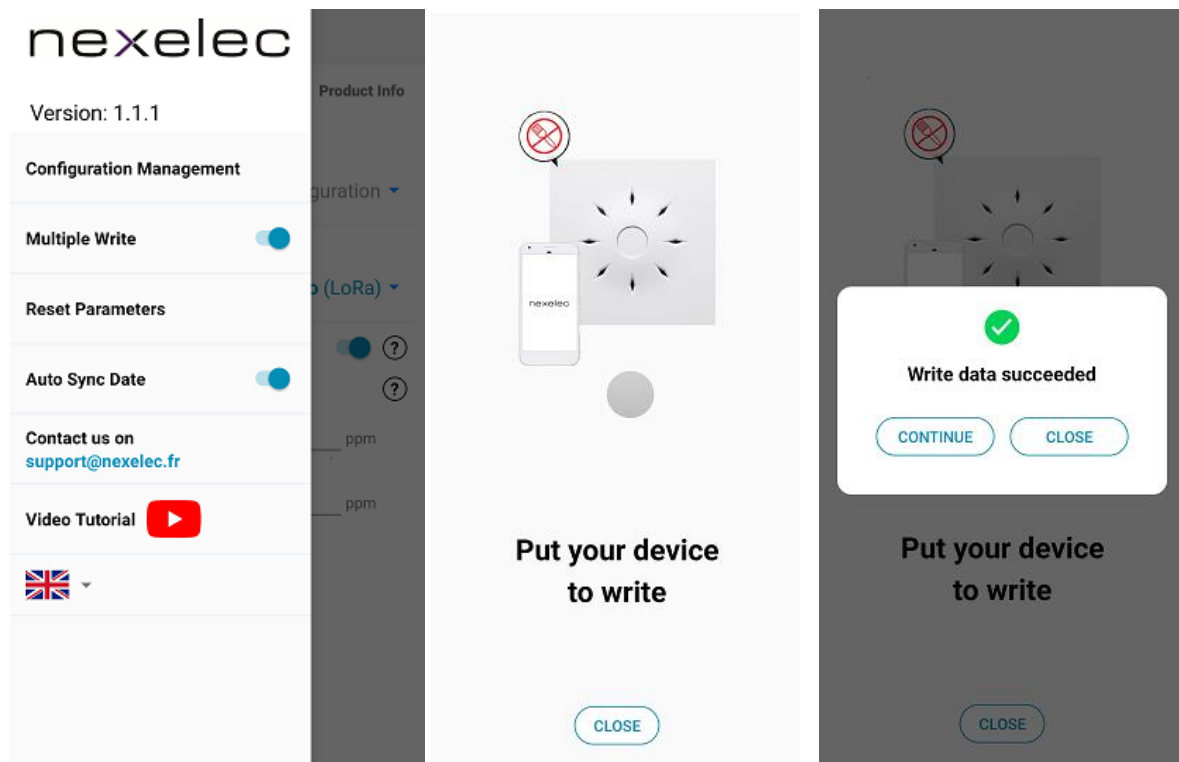 nexelec
Version: 1.1.1
Configuration Management
Multiple Write
Reset Parameters
Auto Sync Date
Contact us on
support@nexelec.fr
Video Tutorial
Product Info
(LoRa)
?
?
ppm
ppm
nexelec
Put your device
to write
CLOSE
Write data succeeded
CONTINUE
CLOSE
Put your device
to write
CLOSE